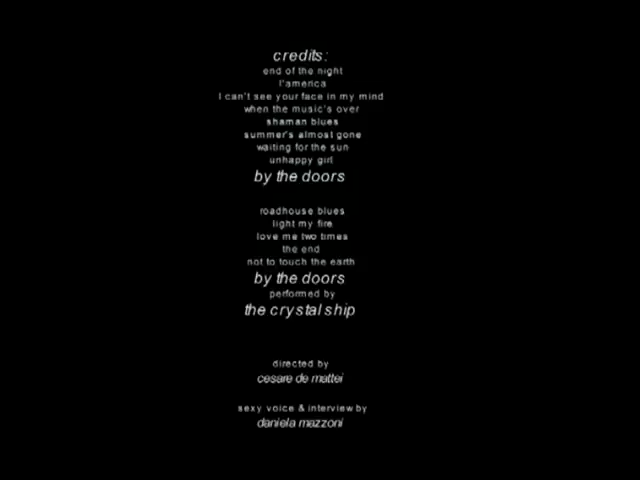 credits:
end of the night
l'america
I can't see your face in my mind
when the music's over
shaman blues
summer's almost gone
waiting for the sun
unhappy girl
by the doors
roadhouse blues
light my fire
love me two times
the end
not to touch the earth
by the doors
performed by
the crystal ship
directed by
cesare de mattei
sexy voice & interview by
daniela mazzoni